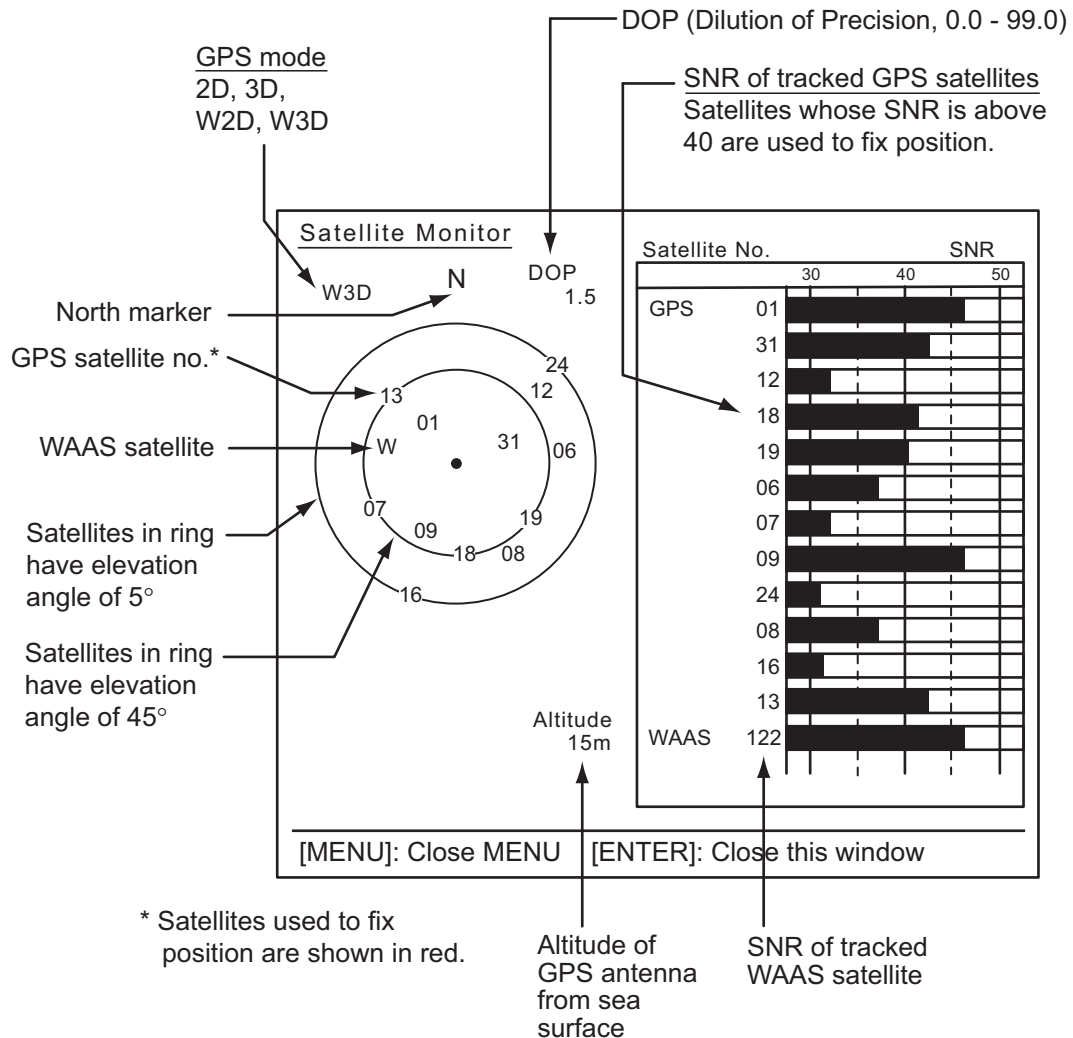 DOP (Dilution of Precision, 0.0 - 99.0)
GPS mode
2D, 3D,
W2D, W3D
SNR of tracked GPS satellites
Satellites whose SNR is above
40 are used to fix position.
Satellite Monitor
W3D
N
DOP
1.5
Satellite No.
SNR
30
40
50
North marker
GPS satellite no.*
WAAS satellite
Satellites in ring
have elevation
angle of 5°
Satellites in ring
have elevation
angle of 45°
24
13
12
01
W
31
06
07
09
19
18
08
16
GPS
01
31
12
18
19
06
07
09
24
08
16
13
WAAS
122
Altitude
15m
[MENU]: Close MENU
[ENTER]: Close this window
* Satellites used to fix
position are shown in red.
Altitude of
GPS antenna
from sea
surface
SNR of tracked
WAAS satellite